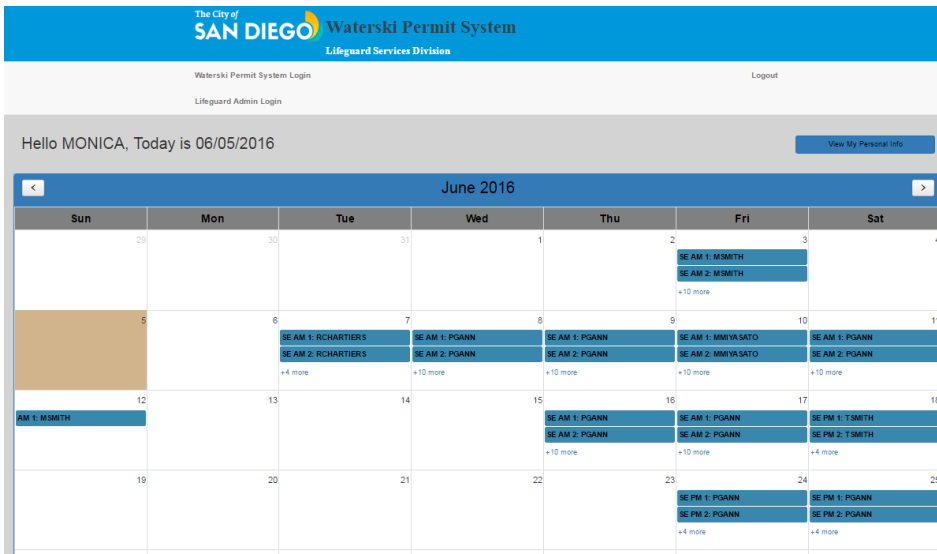 The City of
SAN DIEGO
Waterski Permit System
Lifeguard Services Division
Waterski Permit System Login
Logout
Lifeguard Admin Login
Hello MONICA, Today is 06/05/2016
View My Personal Info
<
June 2016
>
Sun Mon Tue Wed Thu Fri Sat
29 30 31 1 2 3 4
SE AM 1: MSMITH
SE AM 2: MSMITH
+10 more
5 6 7 8 9 10 11
SE AM 1: RCHARTIERS SE AM 1: PGANN SE AM 1: PGANN SE AM 1: MMIYASATO SE AM 1: PGANN
SE AM 2: RCHARTIERS SE AM 2: PGANN SE AM 2: PGANN SE AM 2: MMIYASATO SE AM 2: PGANN
+4 more +10 more +10 more +10 more +10 more
12 13 14 15 16 17 18
AM 1: MSMITH SE AM 1: PGANN SE AM 1: PGANN SE PM 1: TSMITH
SE AM 2: PGANN SE AM 2: PGANN SE PM 2: TSMITH
+10 more +10 more +4 more
19 20 21 22 23 24 25
SE PM 1: PGANN SE PM 1: PGANN
SE PM 2: PGANN SE PM 2: PGANN
+4 more +4 more